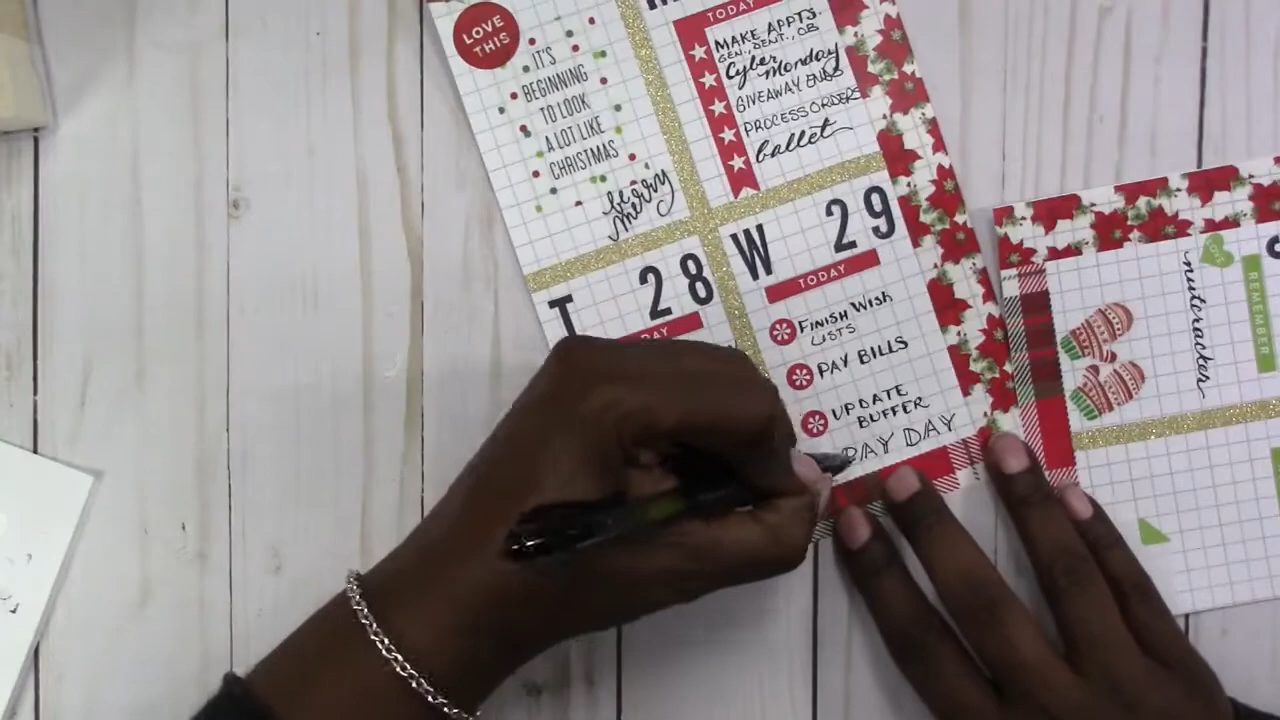 LOVE
THIS
IT'S
BEGINNING
TO LOOK
A LOT LIKE
CHRISTMAS
be
merry
TODAY
MAKE APPTS.
GEN., DENT., OB
Cyber
Monday
GIVEAWAY ENDS
PROCESS ORDERS
ballet
T 28
W 29
TODAY
FINISH WISH
LISTS
PAY BILLS
UPDATE
BUFFER
PAY DAY
nutcracker
REMEMBER